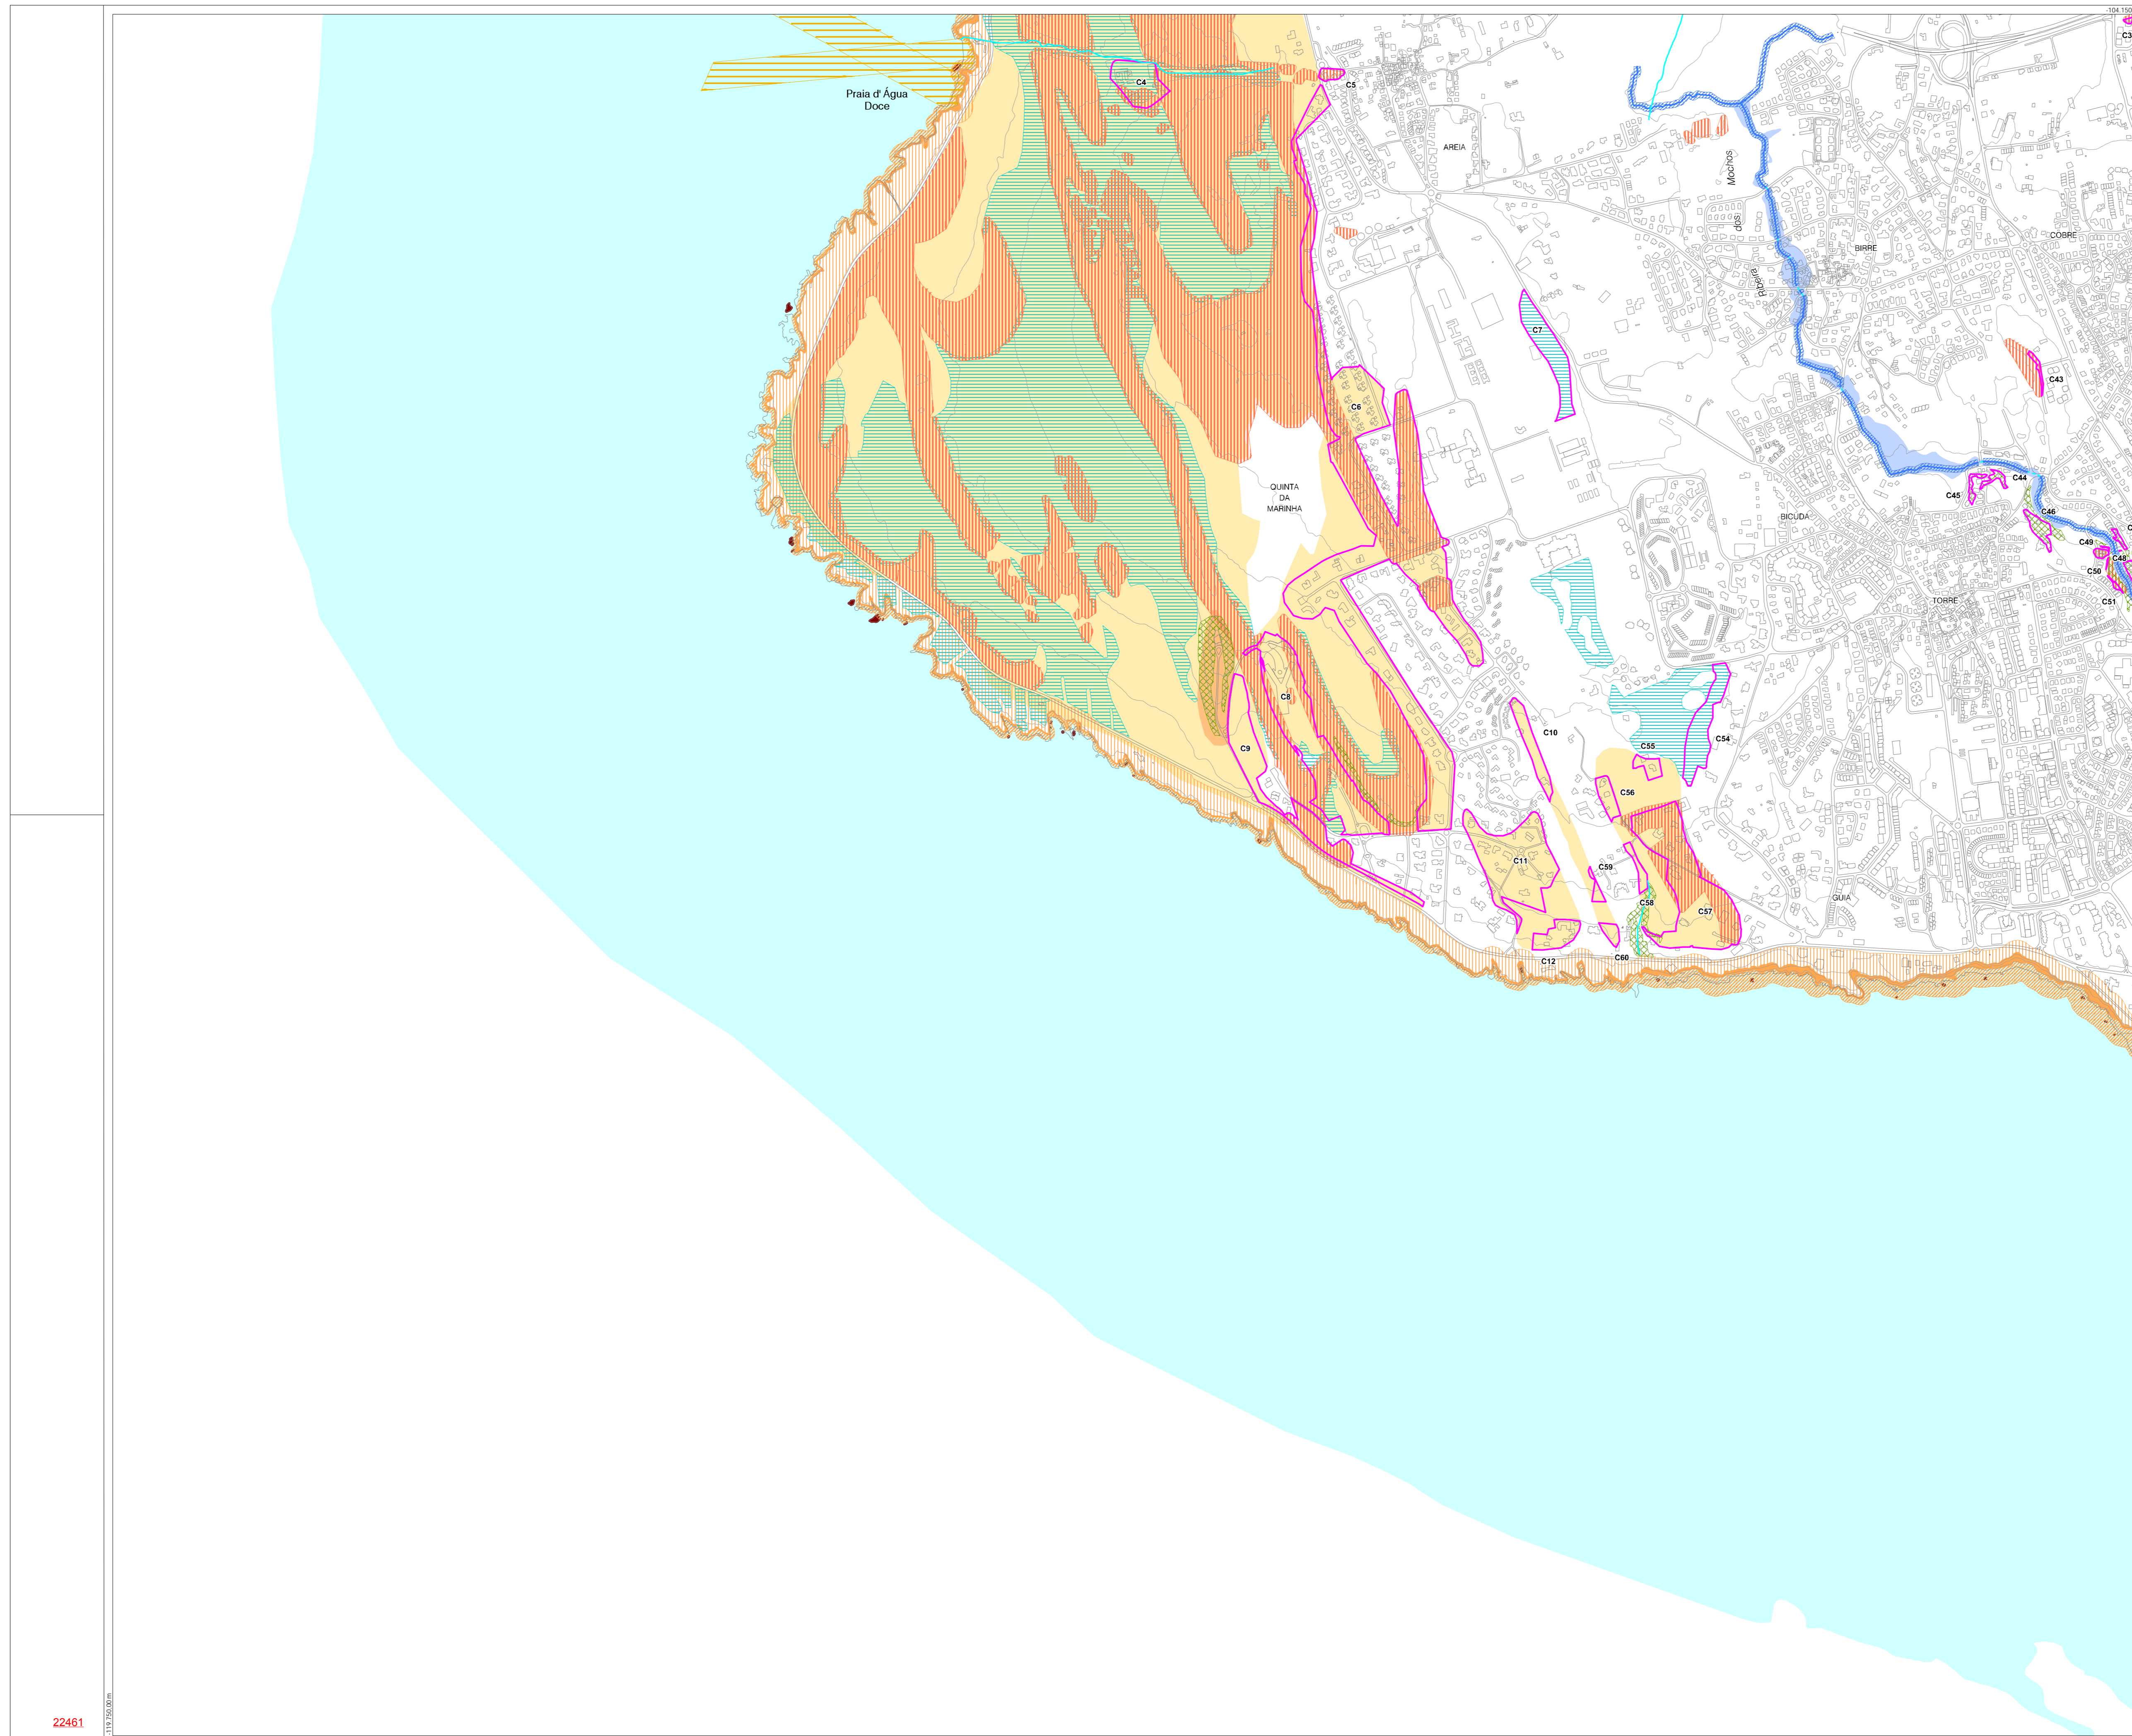 -104.150
C3
Praia d' Água
Doce
C4
C5
AREIA
Ribeira dos Mochos
BIRRE
COBRE
C7
C43
C6
QUINTA
DA
MARINHA
C45
C44
BICUDA
C46
C49
C48
C50
TORRE
C51
C8
C9
C10
C54
C55
C56
C11
C59
C58
C57
GUIA
C12
C60
22461
-119.750,00 m